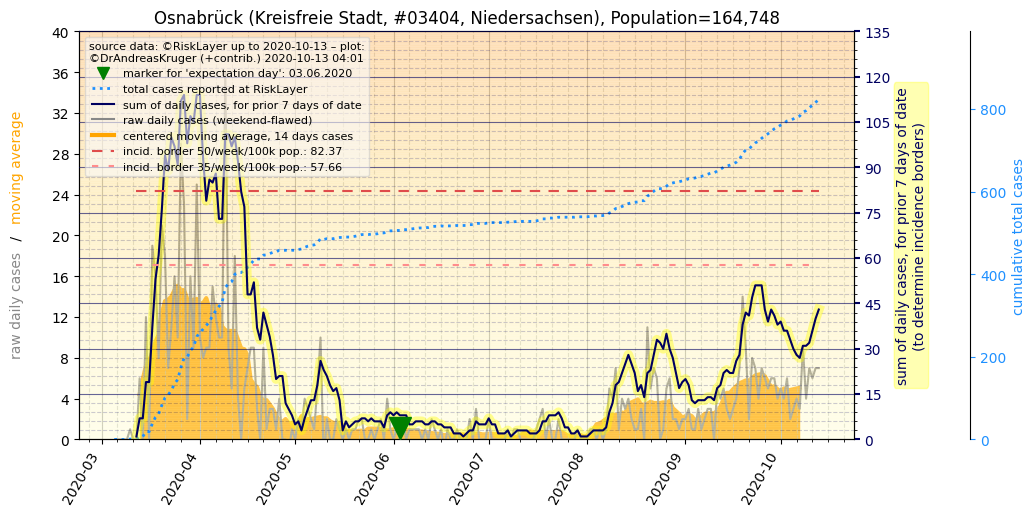 Osnabrück (Kreisfreie Stadt, #03404, Niedersachsen), Population=164,748
source data: ©RiskLayer up to 2020-10-13 – plot:
©DrAndreasKruger (+contrib.) 2020-10-13 04:01
marker for 'expectation day': 03.06.2020
total cases reported at RiskLayer
sum of daily cases, for prior 7 days of date
raw daily cases (weekend-flawed)
centered moving average, 14 days cases
incid. border 50/week/100k pop.: 82.37
incid. border 35/week/100k pop.: 57.66
raw daily cases / moving average
40
36
32
28
24
20
16
12
8
4
0
2020-03
2020-04
2020-05
2020-06
2020-07
2020-08
2020-09
2020-10
135
120
105
90
75
60
45
30
15
0
sum of daily cases, for prior 7 days of date
(to determine incidence borders)
800
600
400
200
0
cumulative total cases